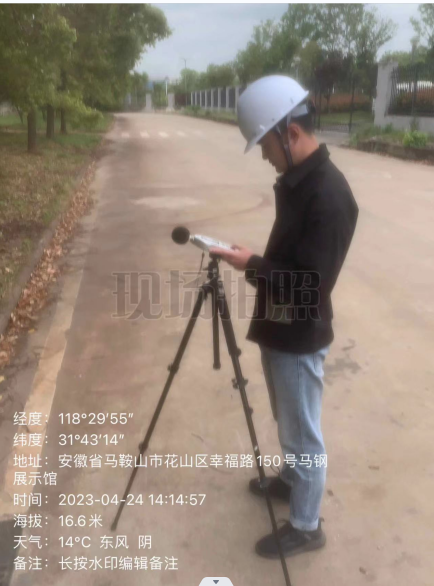 现场拍照
经度：118°29′55″
纬度：31°43′14″
地址：安徽省马鞍山市花山区幸福路150号马钢
展示馆
时间：2023-04-24 14:14:57
海拔：16.6米
天气：14°C 东风 阴
备注：长按水印编辑备注